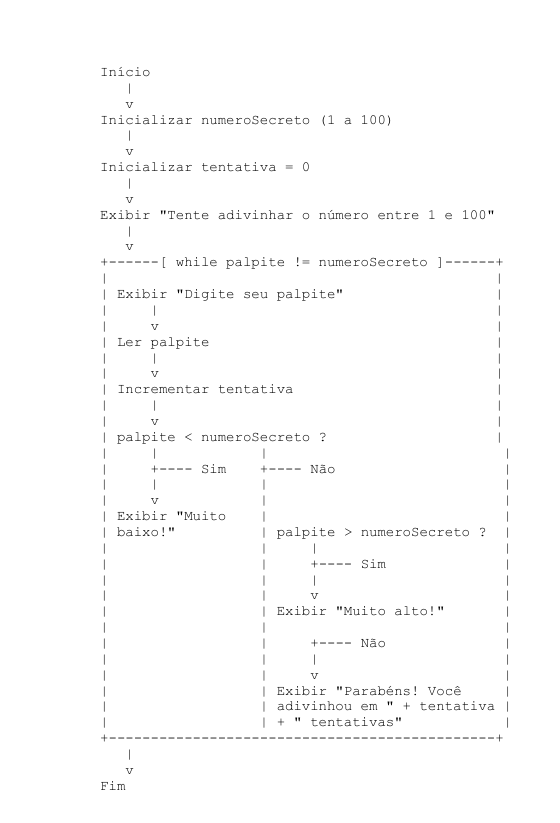 Início
|
v
Inicializar numeroSecreto (1 a 100)
|
v
Inicializar tentativa = 0
|
v
Exibir "Tente adivinhar o número entre 1 e 100"
|
v
+------[ while palpite != numeroSecreto ]------+
|                                              |
| Exibir "Digite seu palpite"                  |
|     |                                        |
|     v                                        |
| Ler palpite                                  |
|     |                                        |
|     v                                        |
| Incrementar tentativa                        |
|     |                                        |
|     v                                        |
| palpite < numeroSecreto ?                    |
|     |            |                            |
|     +---- Sim    +---- Não                    |
|     |            |                            |
|     v            |                            |
| Exibir "Muito    |                            |
| baixo!"          | palpite > numeroSecreto ?  |
|                  |     |                      |
|                  |     +---- Sim              |
|                  |     |                      |
|                  |     v                      |
|                  | Exibir "Muito alto!"       |
|                  |                            |
|                  |     +---- Não              |
|                  |     |                      |
|                  |     v                      |
|                  | Exibir "Parabéns! Você     |
|                  | adivinhou em " + tentativa |
|                  | + " tentativas"            |
+----------------------------------------------+
|
v
Fim